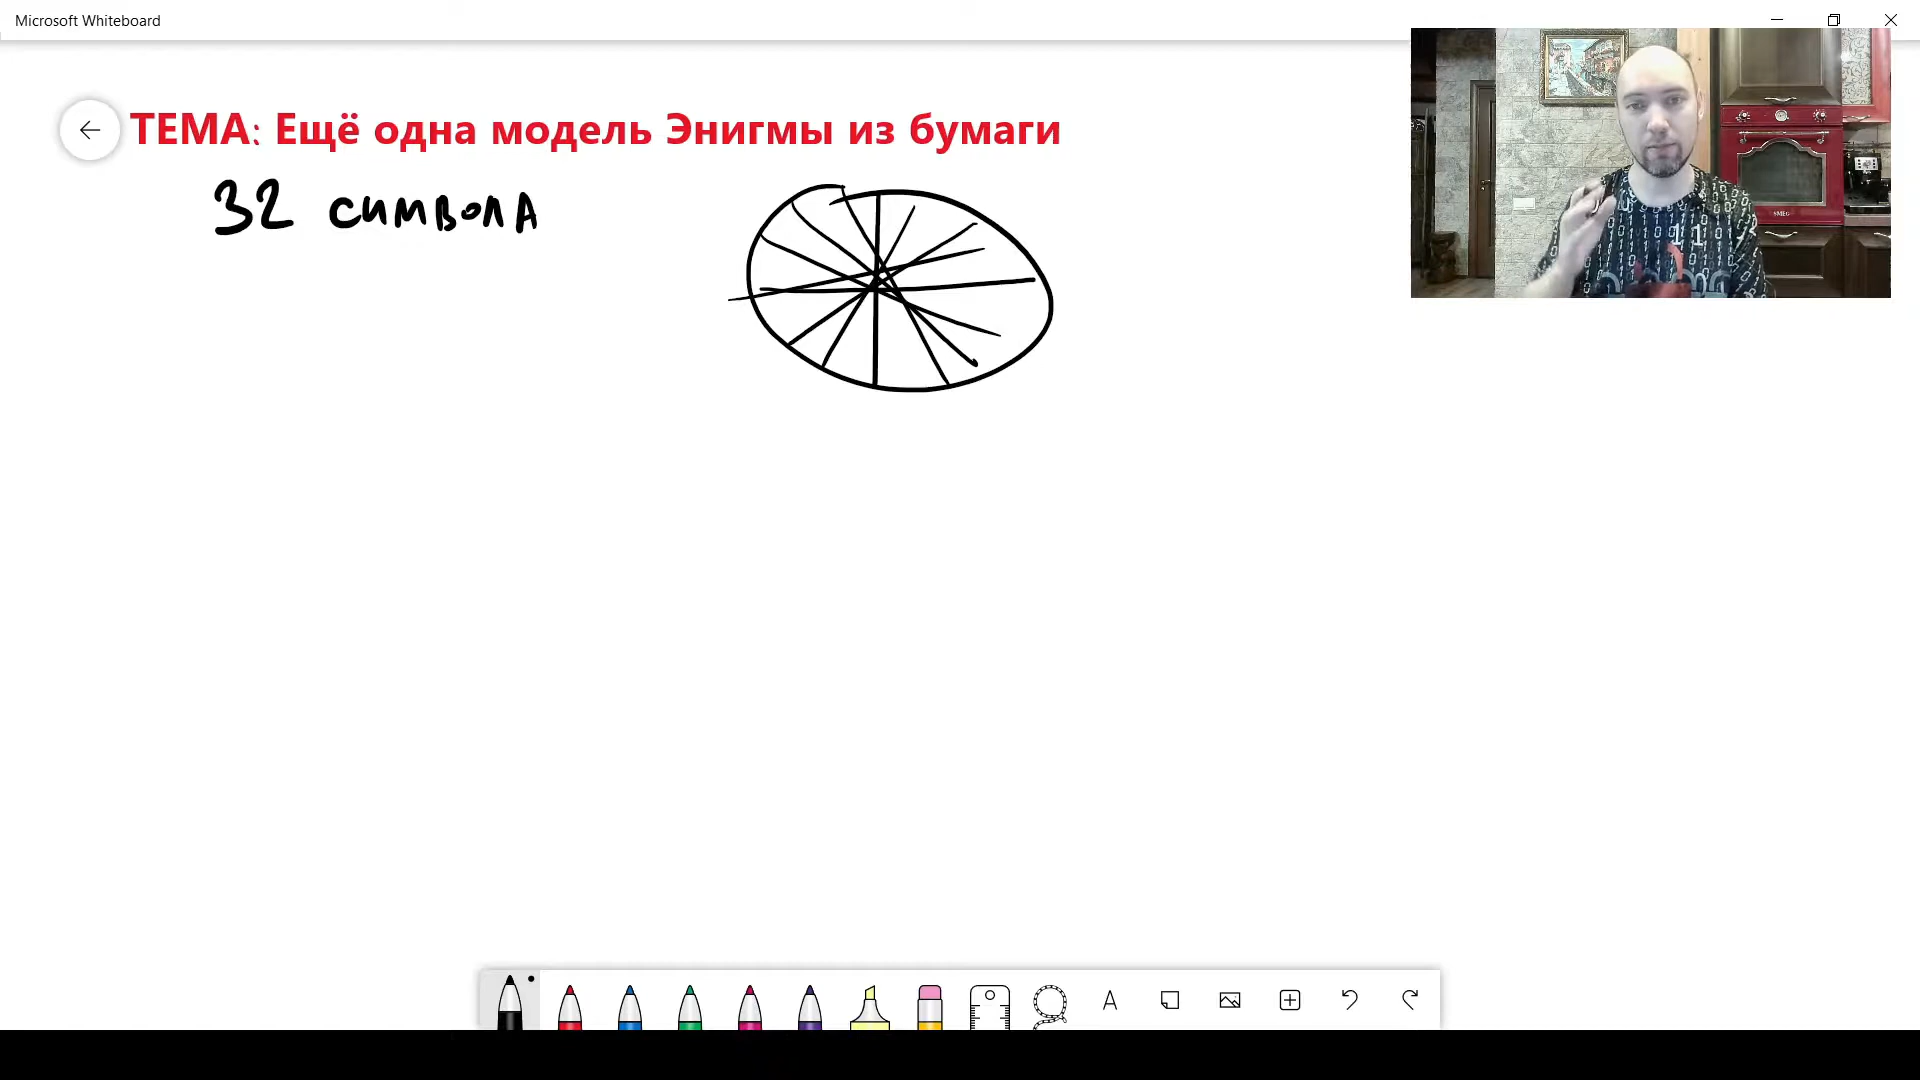 Microsoft Whiteboard
ТЕМА: Ещё одна модель Энигмы из бумаги
32 символа